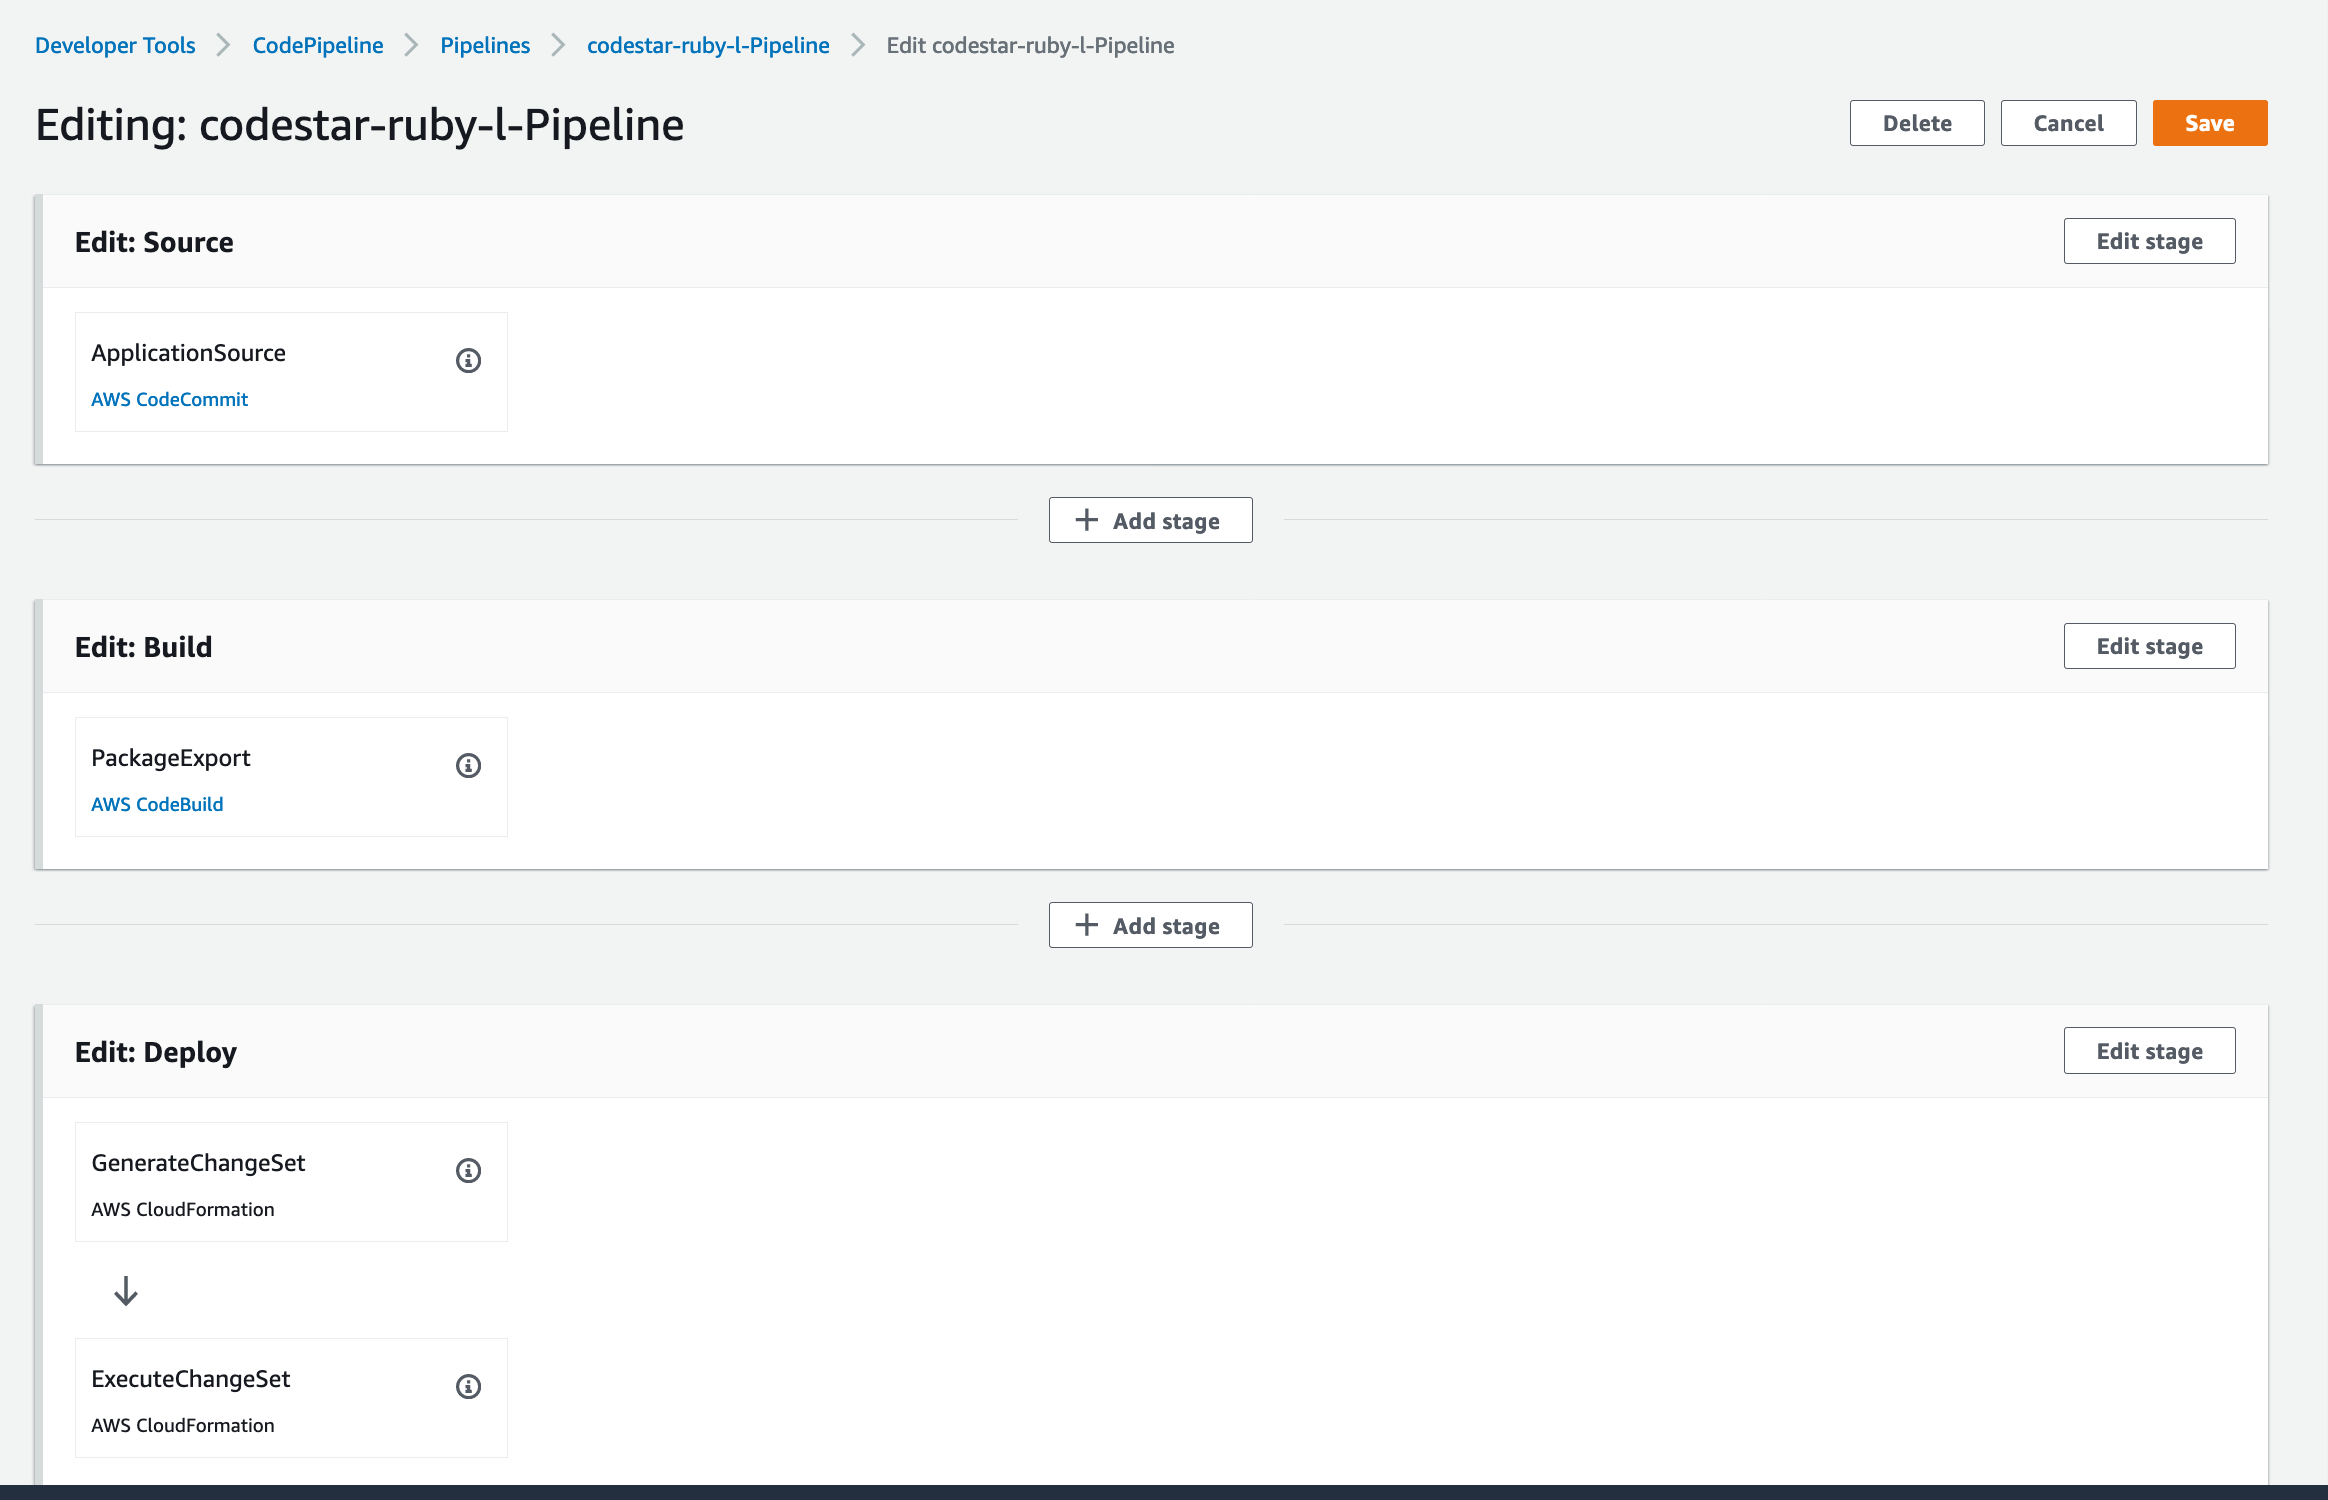 Developer Tools
CodePipeline
Pipelines
codestar-ruby-l-Pipeline
Edit codestar-ruby-l-Pipeline
Editing: codestar-ruby-l-Pipeline
Delete
Cancel
Save
Edit: Source
Edit stage
ApplicationSource
AWS CodeCommit
Add stage
Edit: Build
Edit stage
PackageExport
AWS CodeBuild
Add stage
Edit: Deploy
Edit stage
GenerateChangeSet
AWS CloudFormation
ExecuteChangeSet
AWS CloudFormation